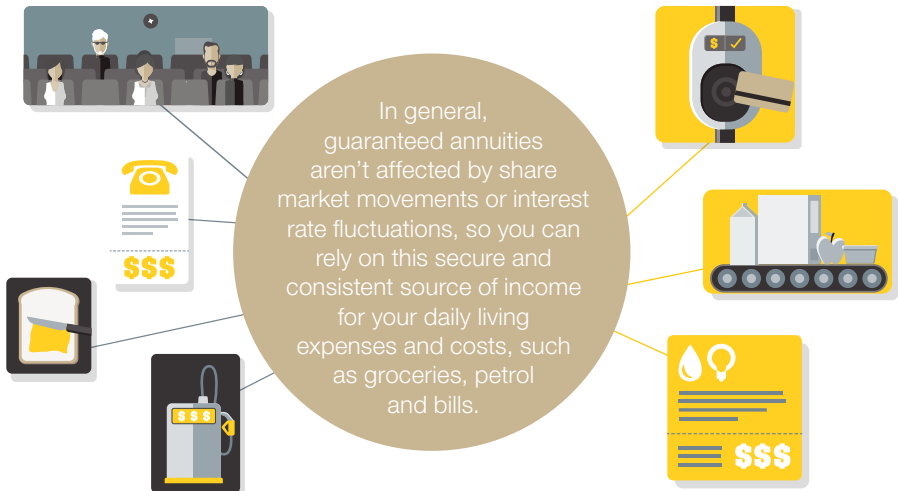 In general,
guaranteed annuities
aren't affected by share
market movements or interest
rate fluctuations, so you can
rely on this secure and
consistent source of income
for your daily living
expenses and costs, such
as groceries, petrol
and bills.
$
$$$
$$$
$$$